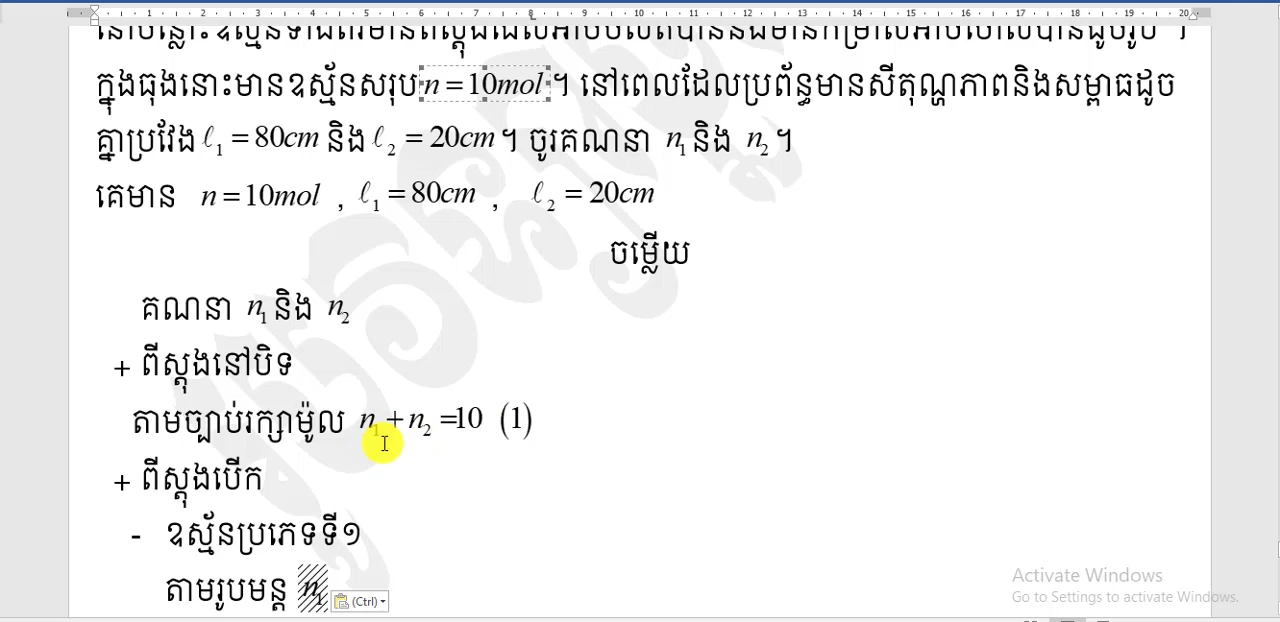 ក្នុងធុងនោះមានឧស្ម័នសរុប n = 10mol ។ នៅពេលដែលប្រព័ន្ធមានសីតុណ្ហភាពនិងសម្ពាធដូច
គ្នាប្រវែង ℓ₁ = 80cm និង ℓ₂ = 20cm ។ ចូរគណនា n₁ និង n₂ ។
គេមាន n = 10mol , ℓ₁ = 80cm , ℓ₂ = 20cm
ចម្លើយ
គណនា n₁ និង n₂
+ ពីស្តុងនៅបិទ
តាមច្បាប់រក្សាម៉ូល n₁ + n₂ =10 (1)
+ ពីស្តុងបើក
- ឧស្ម័នប្រភេទទី១
តាមរូបមន្ត n₁
(Ctrl)
Activate Windows
Go to Settings to activate Windows.